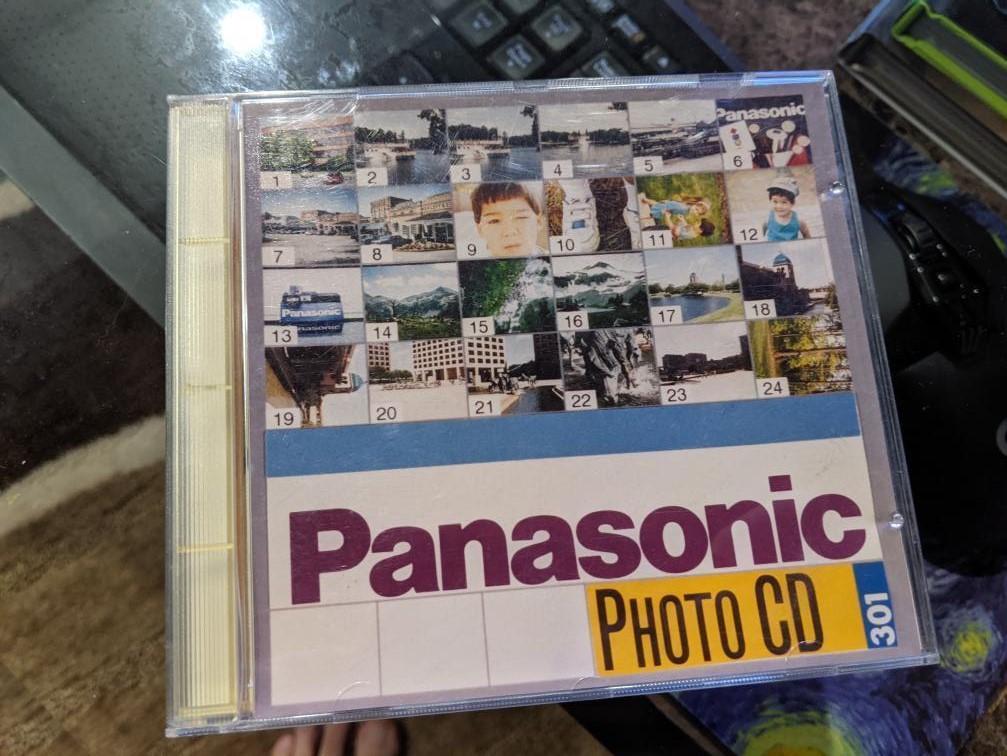 1 2 3 4 5 6
Panasonic
7 8 9 10 11 12
13 14 15 16 17 18
Panasonic
Panasonic
19 20 21 22 23 24
Panasonic
PHOTO CD
301